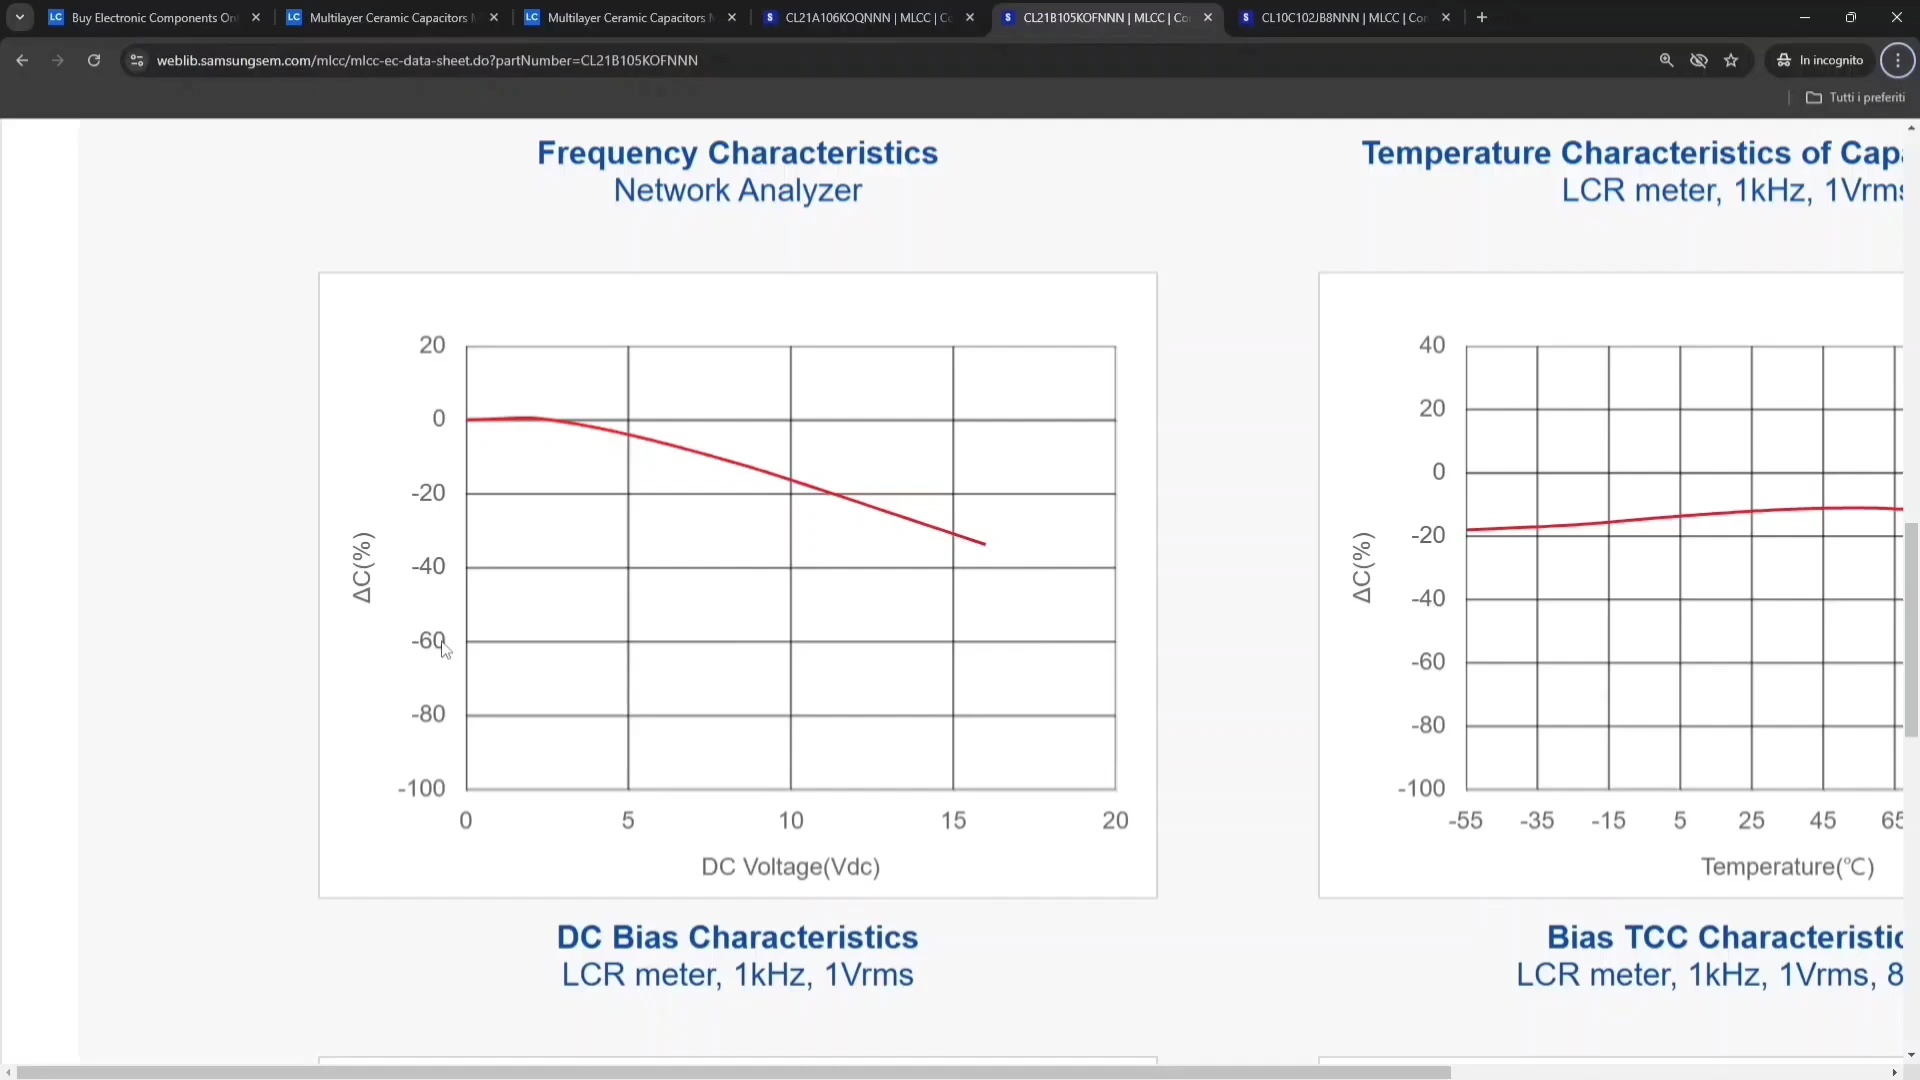 Buy Electronic Components On
Multilayer Ceramic Capacitors
Multilayer Ceramic Capacitors
CL21A106KOQNNN | MLCC | Co
CL21B105KOFNNN | MLCC | Co
CL10C102JB8NNN | MLCC | Co
weblib.samsungsem.com/mlcc/mlcc-ec-data-sheet.do?partNumber=CL21B105KOFNNN
In incognito
Tutti i preferiti
Frequency Characteristics
Network Analyzer
Temperature Characteristics of Capa
LCR meter, 1kHz, 1Vrms
20
0
-20
-40
-60
-80
-100
ΔC(%)
0 5 10 15 20
DC Voltage(Vdc)
40
20
0
-20
-40
-60
-80
-100
ΔC(%)
-55 -35 -15 5 25 45 65
Temperature(℃)
DC Bias Characteristics
LCR meter, 1kHz, 1Vrms
Bias TCC Characteristic
LCR meter, 1kHz, 1Vrms, 8